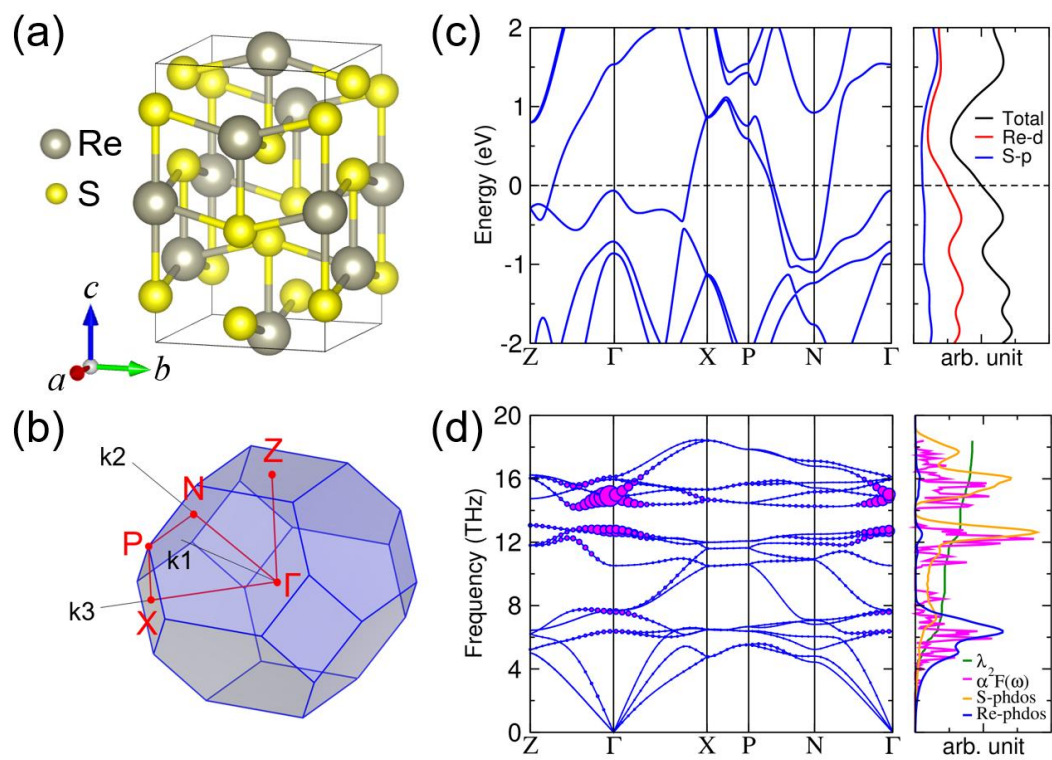 (a)
Re
S
c
a
b
(b)
k2
N
Z
P
k1
Γ
k3
X
(c)
2
1
0
-1
-2
Energy (eV)
Z
Γ
X
P
N
Γ
Total
Re-d
S-p
arb. unit
(d)
20
16
12
8
4
0
Frequency (THz)
Z
Γ
X
P
N
Γ
λ
2
α²F(ω)
S-phdos
Re-phdos
arb. unit